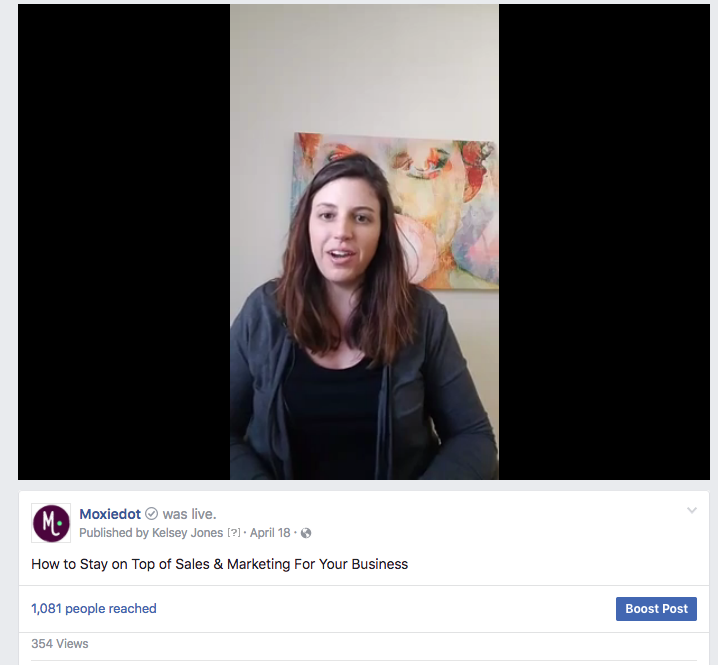 M
Moxiedot was live.
Published by Kelsey Jones [?] · April 18 ·
How to Stay on Top of Sales & Marketing For Your Business
1,081 people reached
Boost Post
354 Views